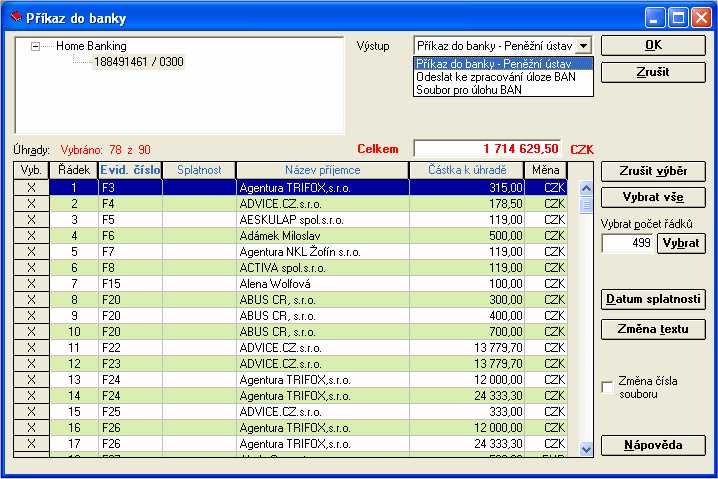 Příkaz do banky
Home Banking
188491461 / 0300
Výstup
Příkaz do banky - Peněžní ústav
Příkaz do banky - Peněžní ústav
Odeslat ke zpracování úloze BAN
Soubor pro úlohu BAN
OK
Zrušit
Úhrady: Vybráno: 78 z 90
Celkem 1 714 629,50 CZK
Vyb. Řádek Evid. číslo Splatnost Název příjemce Částka k úhradě Měna
X 1 F3 Agentura TRIFOX,s.r.o. 315,00 CZK
X 2 F4 ADVICE.CZ.s.r.o. 178,50 CZK
X 3 F5 AESKULAP spol.s.r.o. 119,00 CZK
X 4 F6 Adámek Miloslav 500,00 CZK
X 5 F7 Agentura NKL Žofín s.r.o. 119,00 CZK
X 6 F8 ACTIVA spol.s.r.o. 119,00 CZK
X 7 F15 Alena Wolfová 100,00 CZK
X 8 F20 ABUS CR, s.r.o. 300,00 CZK
X 9 F20 ABUS CR, s.r.o. 400,00 CZK
X 10 F20 ABUS CR, s.r.o. 700,00 CZK
X 11 F22 ADVICE.CZ.s.r.o. 13 779,70 CZK
X 12 F23 ADVICE.CZ.s.r.o. 13 779,70 CZK
X 13 F24 Agentura TRIFOX,s.r.o. 12 000,00 CZK
X 14 F24 Agentura TRIFOX,s.r.o. 24 333,30 CZK
X 15 F25 ADVICE.CZ.s.r.o. 333,00 CZK
X 16 F26 Agentura TRIFOX,s.r.o. 12 000,00 CZK
X 17 F26 Agentura TRIFOX,s.r.o. 24 333,30 CZK
Zrušit výběr
Vybrat vše
Vybrat počet řádků
499 Vybrat
Datum splatnosti
Změna textu
Změna čísla
souboru
Nápověda